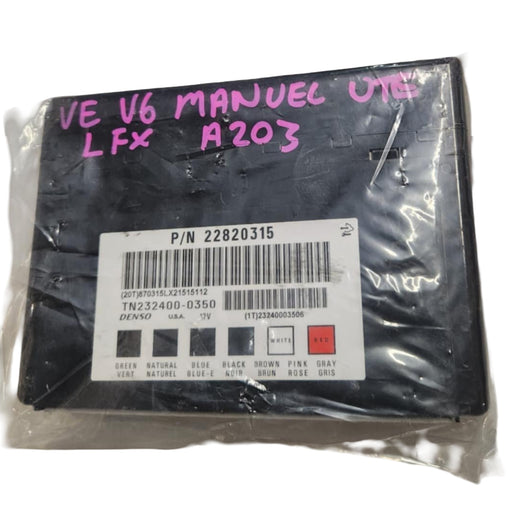 VE V6 MANUEL UTE
LFX A203
P/N 22820315
(20T)870315LX21515112
TN232400-0350
DENSO U.S.A. 12V
(1T)23240003506
WHITE RED
GREEN NATURAL BLUE BLACK BROWN PINK GRAY
VERT NATUREL BLUE-E NOIR BRUN ROSE GRIS